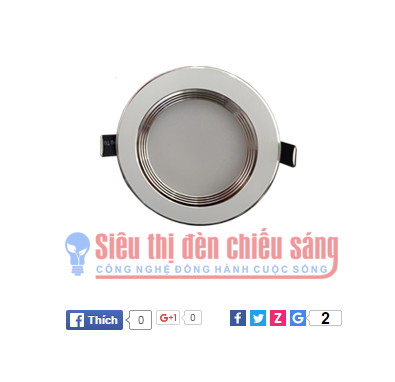 Siêu thị đèn chiếu sáng
CÔNG NGHỆ ĐỒNG HÀNH CUỘC SỐNG
f Thích 0 G+1 0 f Z G 2